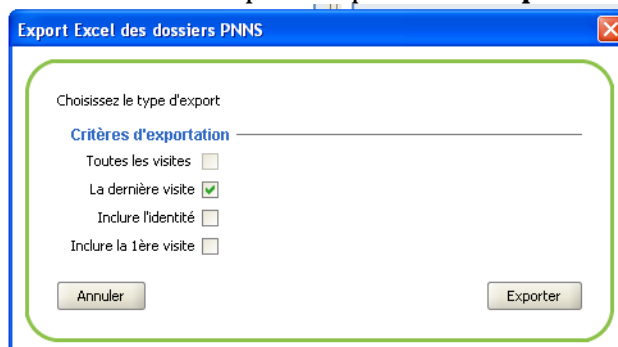 Export Excel des dossiers PNNS
Choisissez le type d'export
Critères d'exportation
Toutes les visites
La dernière visite
Inclure l'identité
Inclure la 1ère visite
Annuler
Exporter